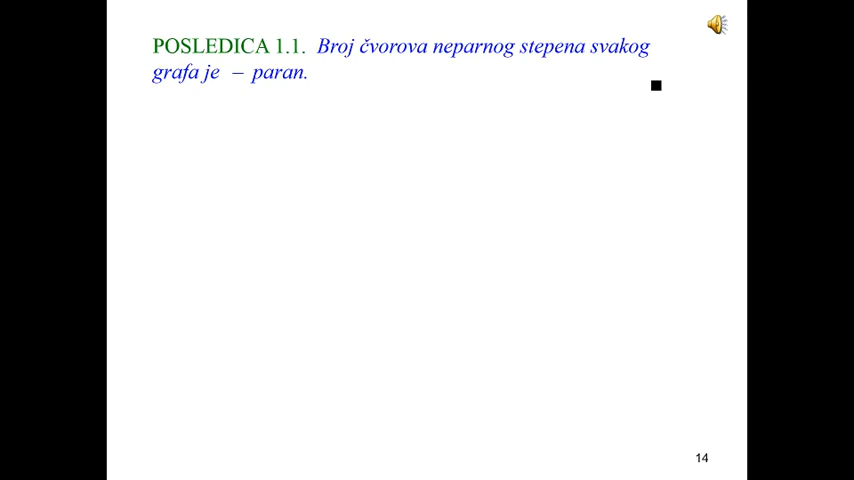 POSLEDICA 1.1. Broj čvorova neparnog stepena svakog
grafa je – paran.
14